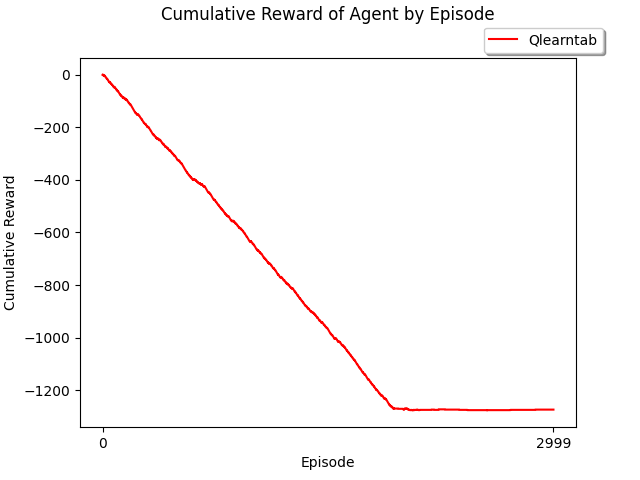 Cumulative Reward of Agent by Episode
Qlearntab
0
−200
−400
−600
−800
−1000
−1200
Cumulative Reward
0
2999
Episode